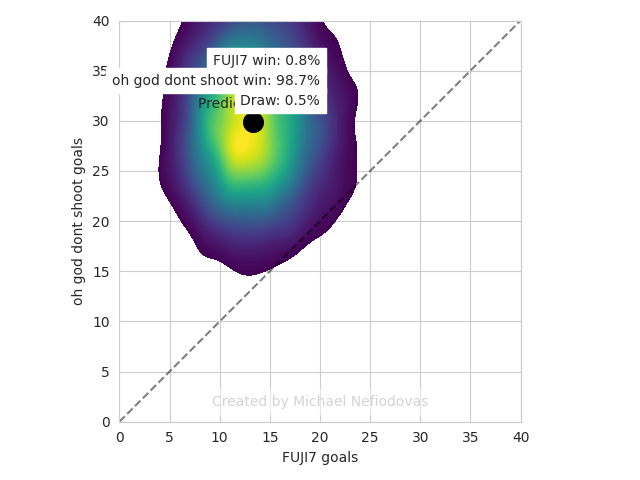 40
35
30
25
20
15
10
5
0
oh god dont shoot goals
FUJI7 win: 0.8%
oh god dont shoot win: 98.7%
Draw: 0.5%
Created by Michael Nefiodovas
0 5 10 15 20 25 30 35 40
FUJI7 goals